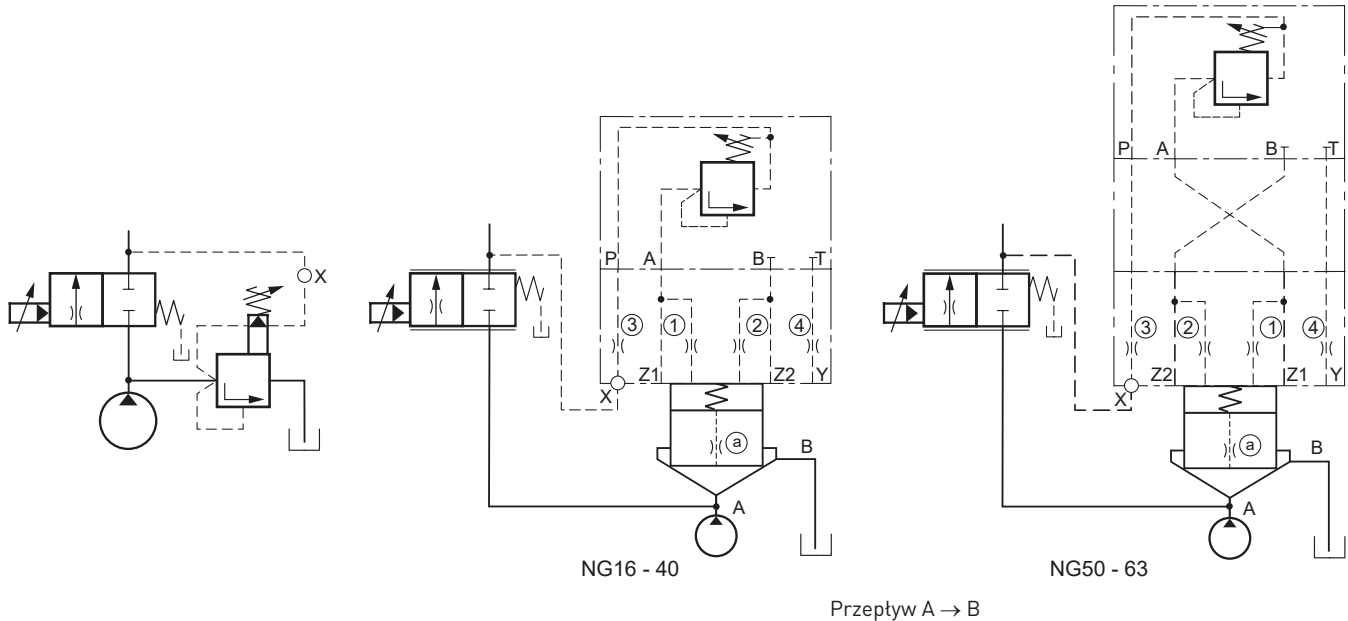 X
P A B T
3 1 2 4
Z1 Z2 Y
X
a
B
A
NG16 - 40
P A B T
3 2 1 4
Z2 Z1 Y
X
a
B
A
NG50 - 63
Przepływ A → B